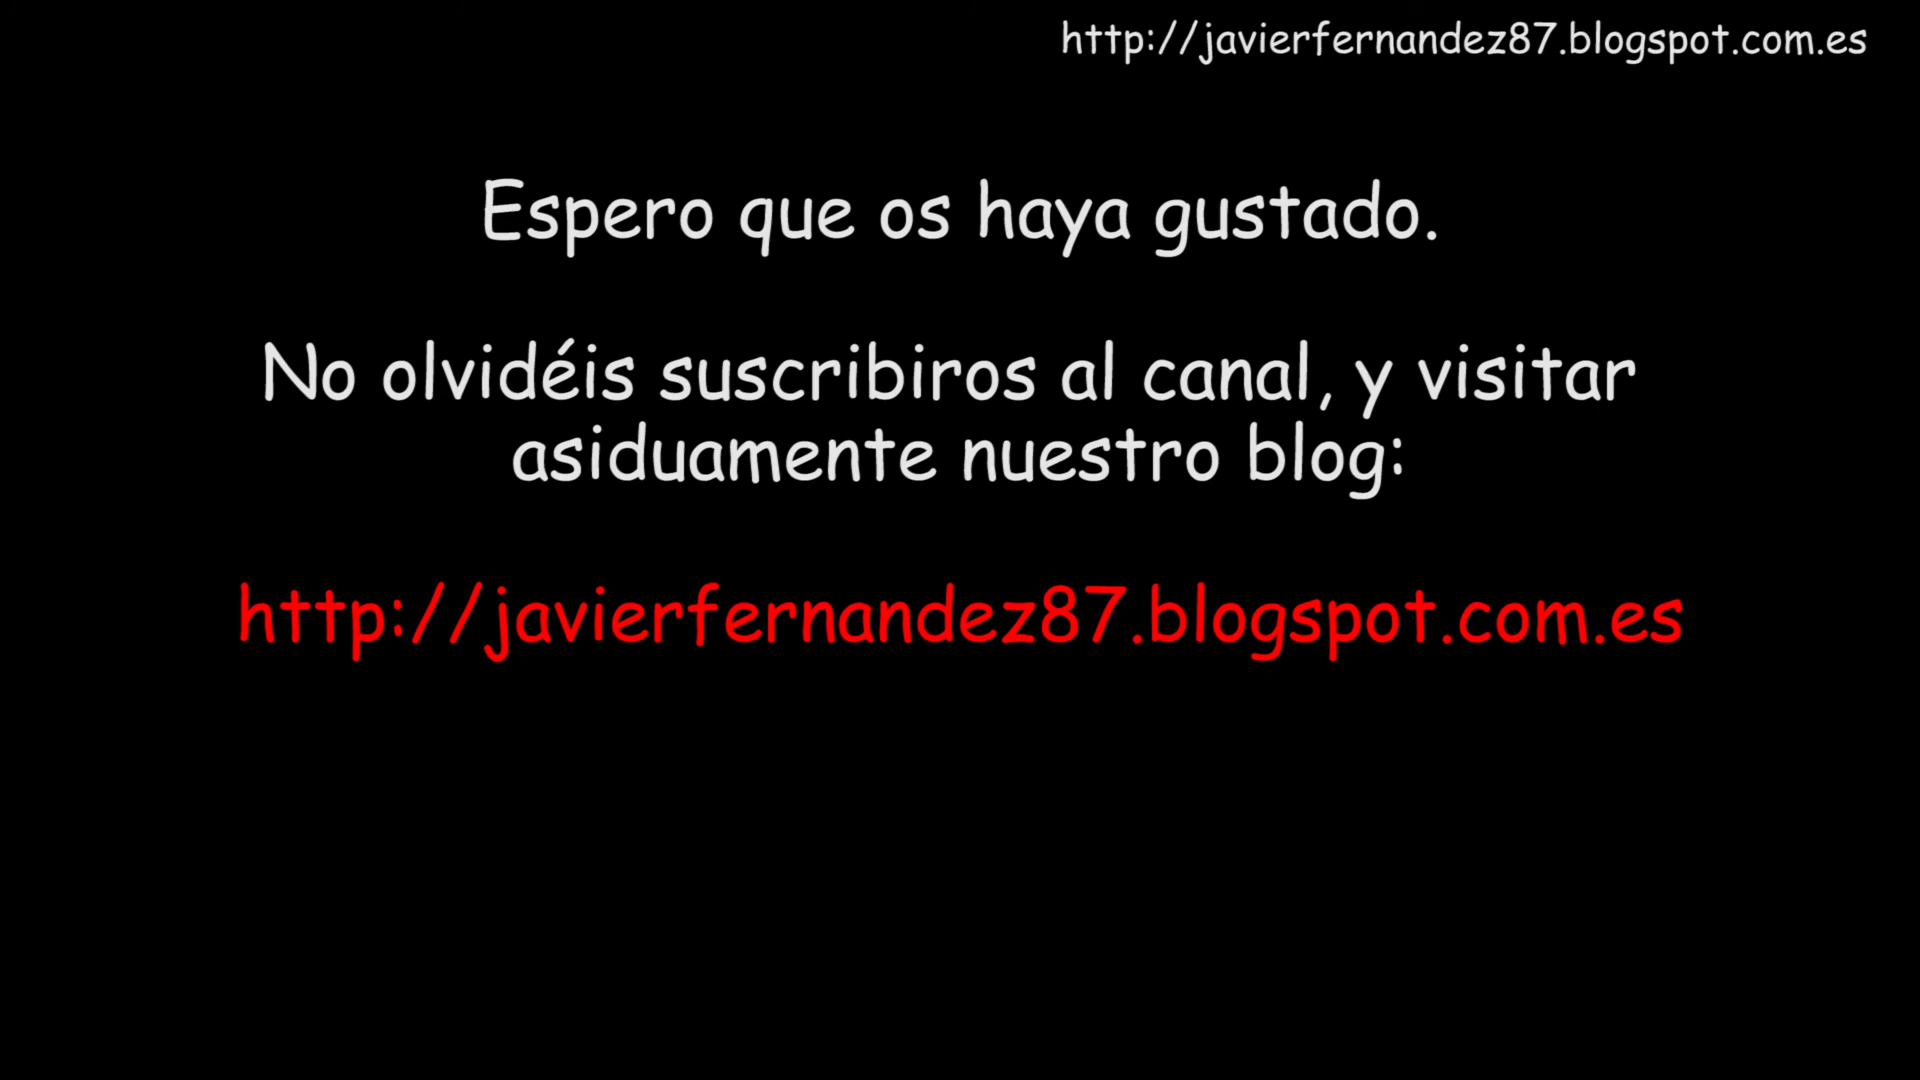 http://javierfernandez87.blogspot.com.es
Espero que os haya gustado.
No olvidéis suscribiros al canal, y visitar
asiduamente nuestro blog:
http://javierfernandez87.blogspot.com.es